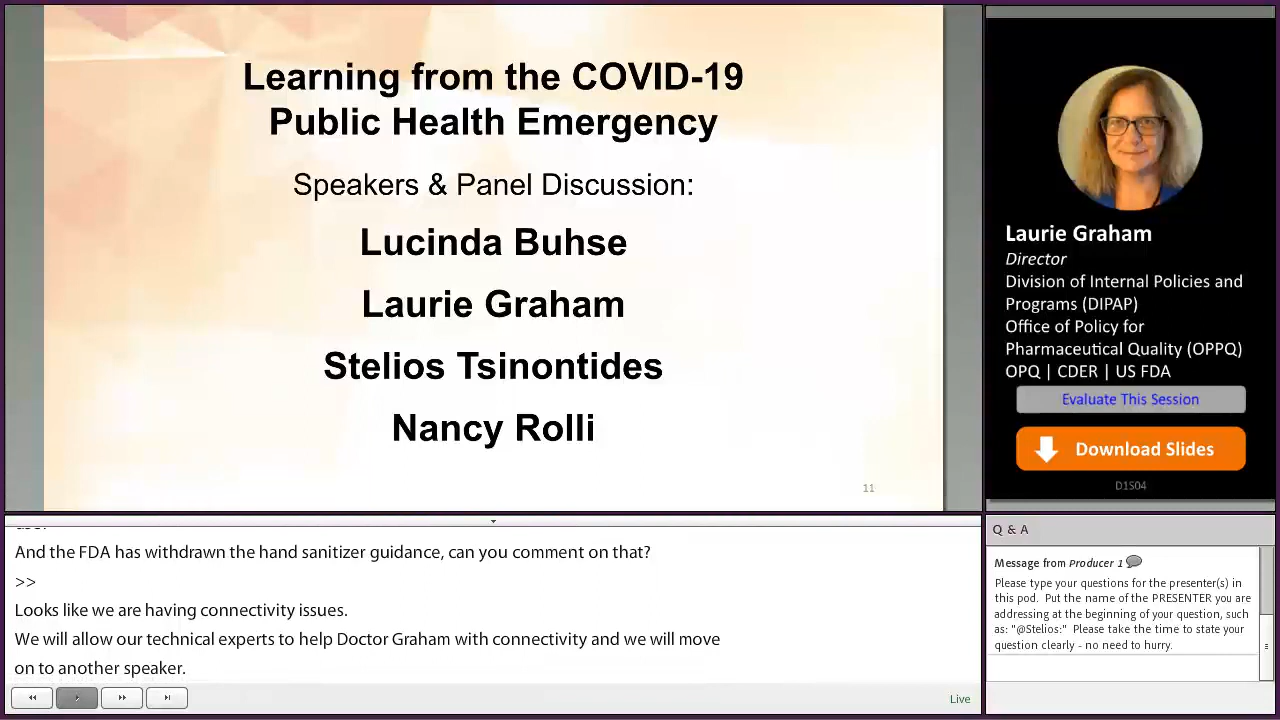 Learning from the COVID-19
Public Health Emergency
Speakers & Panel Discussion:
Lucinda Buhse
Laurie Graham
Stelios Tsinontides
Nancy Rolli
11
Laurie Graham
Director
Division of Internal Policies and
Programs (DIPAP)
Office of Policy for
Pharmaceutical Quality (OPPQ)
OPQ | CDER | US FDA
Evaluate This Session
Download Slides
D1S04
And the FDA has withdrawn the hand sanitizer guidance, can you comment on that?
>>
Looks like we are having connectivity issues.
We will allow our technical experts to help Doctor Graham with connectivity and we will move
on to another speaker.
Live
Q & A
Message from Producer 1
Please type your questions for the presenter(s) in
this pod. Put the name of the PRESENTER you are
addressing at the beginning of your question, such
as: "@Stelios:" Please take the time to state your
question clearly - no need to hurry.